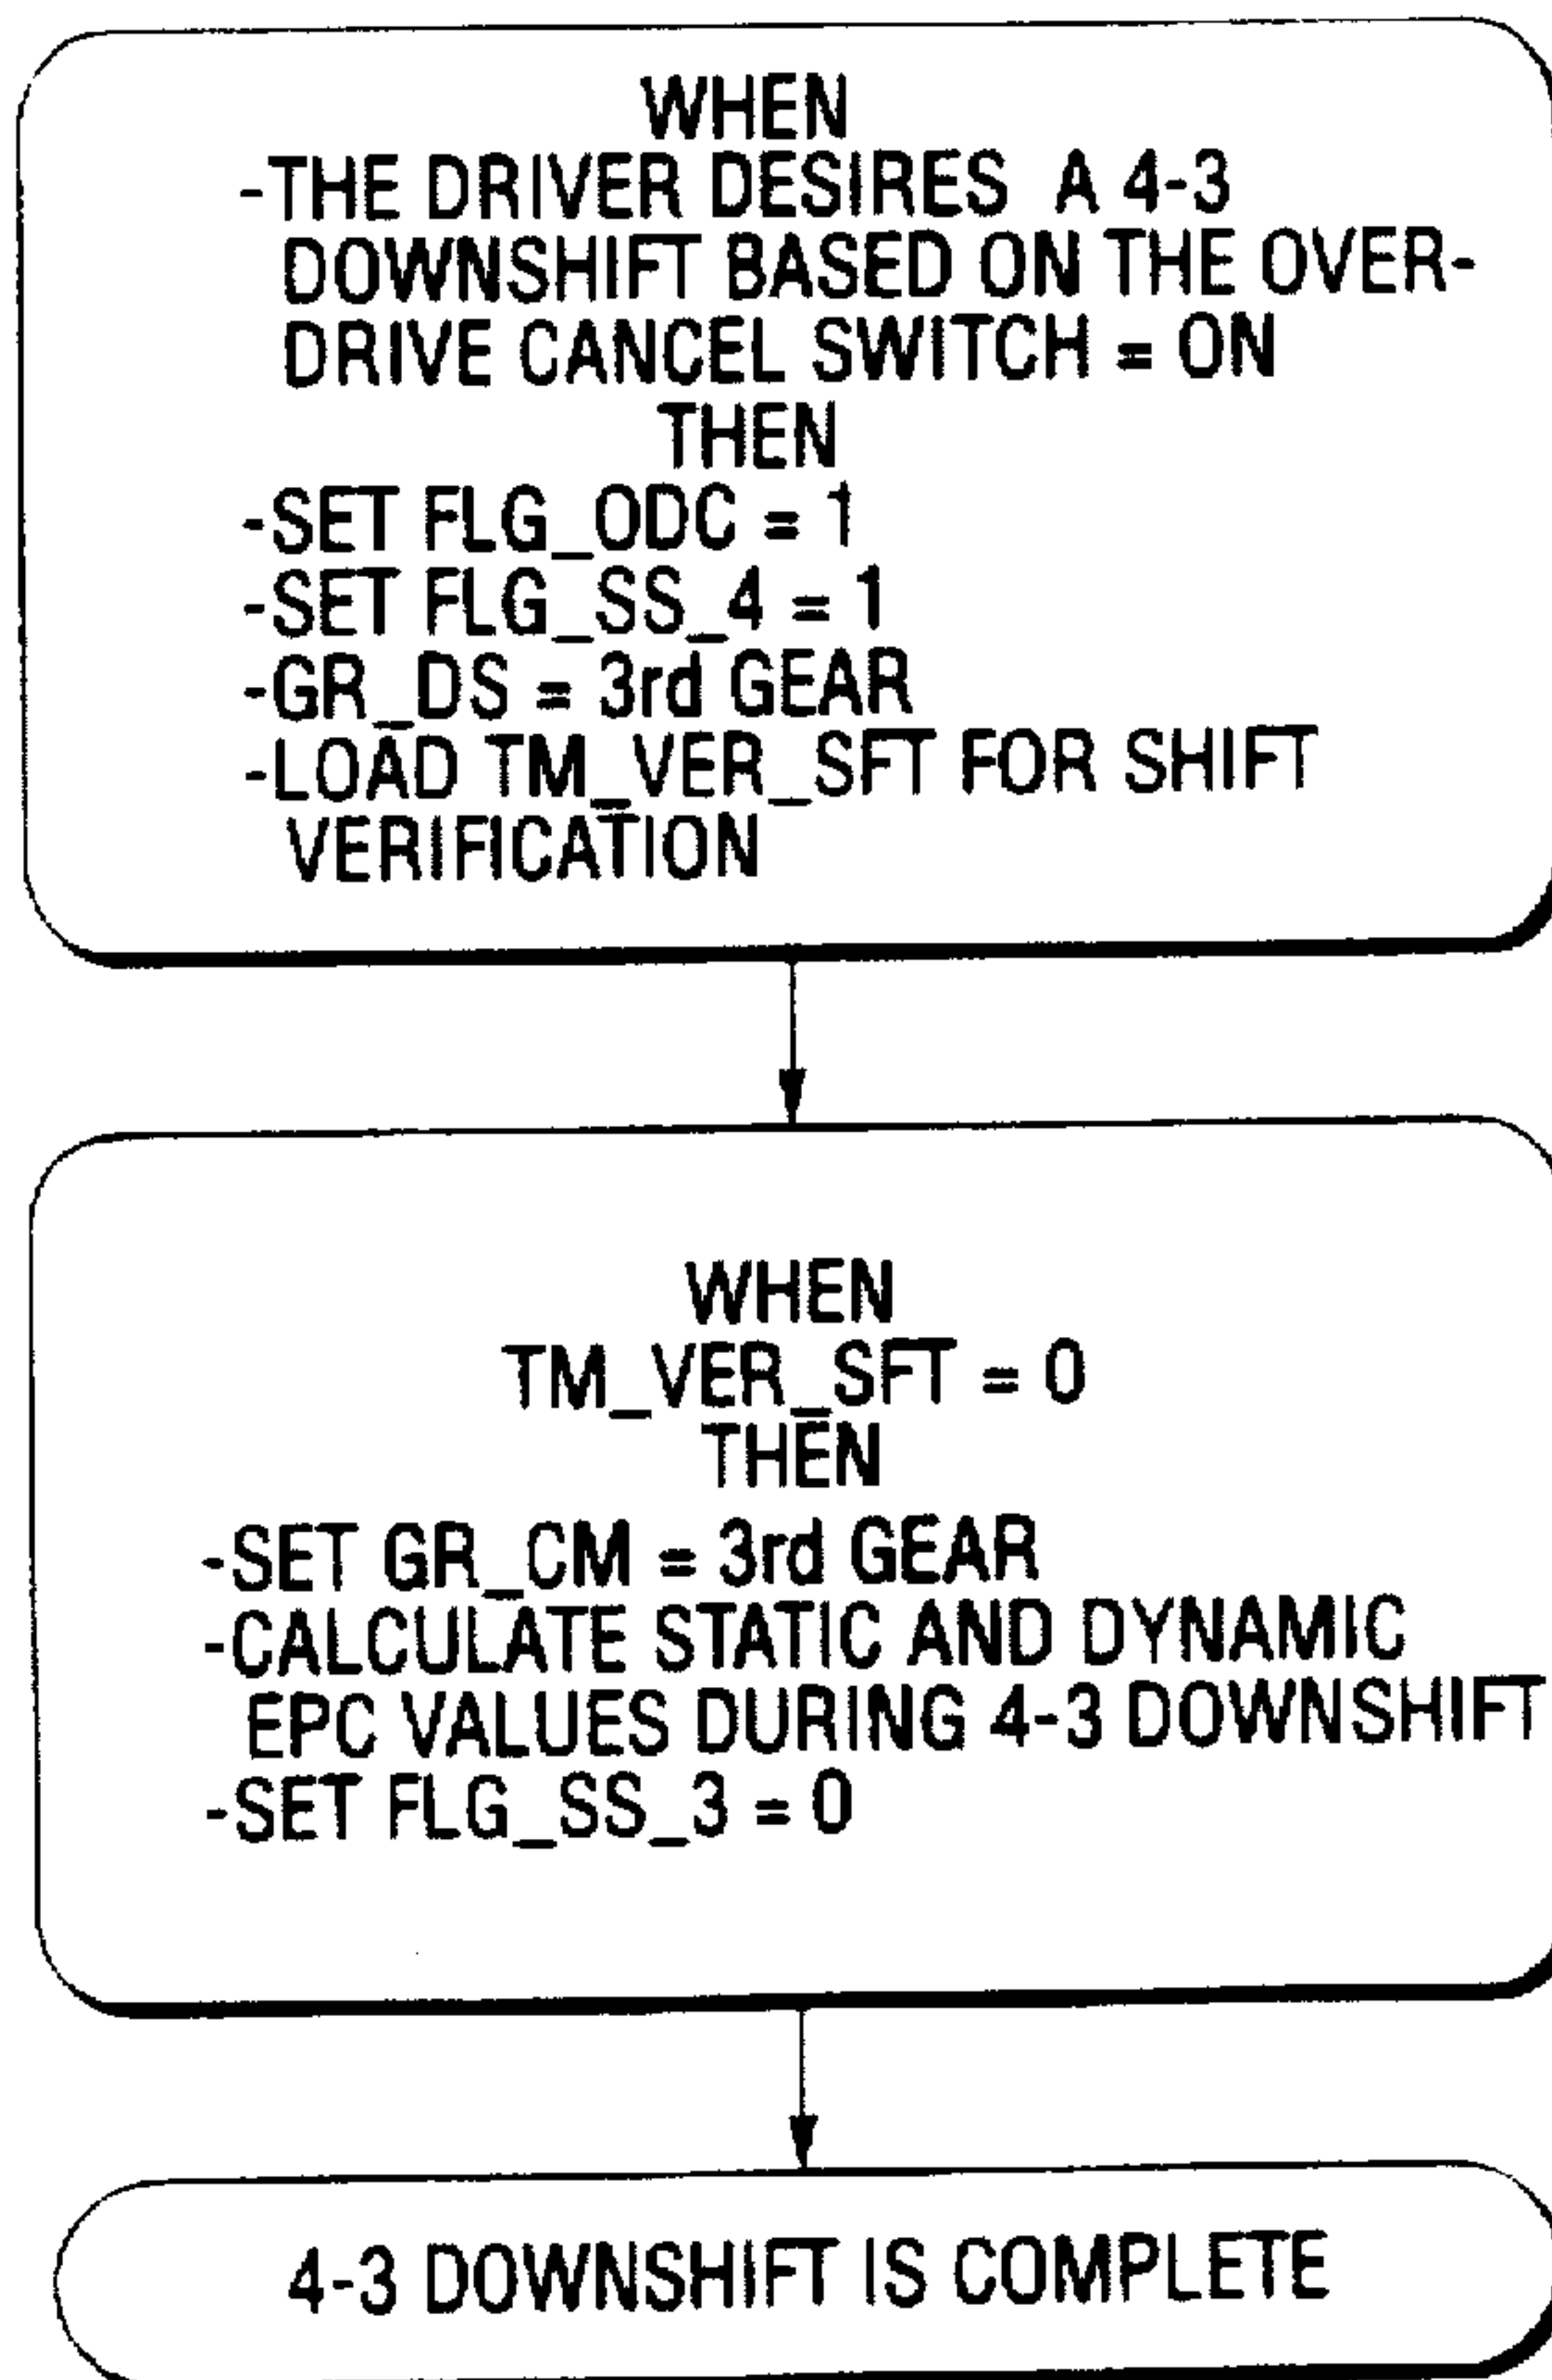 WHEN
-THE DRIVER DESIRES A 4-3
DOWNSHIFT BASED ON THE OVER-
DRIVE CANCEL SWITCH = ON
THEN
-SET FLG_ODC = 1
-SET FLG_SS_4 = 1
-GR_DS = 3rd GEAR
-LOAD TM_VER_SFT FOR SHIFT
VERIFICATION
WHEN
TM_VER_SFT = 0
THEN
-SET GR_CM = 3rd GEAR
-CALCULATE STATIC AND DYNAMIC
EPC VALUES DURING 4-3 DOWNSHIFT
-SET FLG_SS_3 = 0
4-3 DOWNSHIFT IS COMPLETE